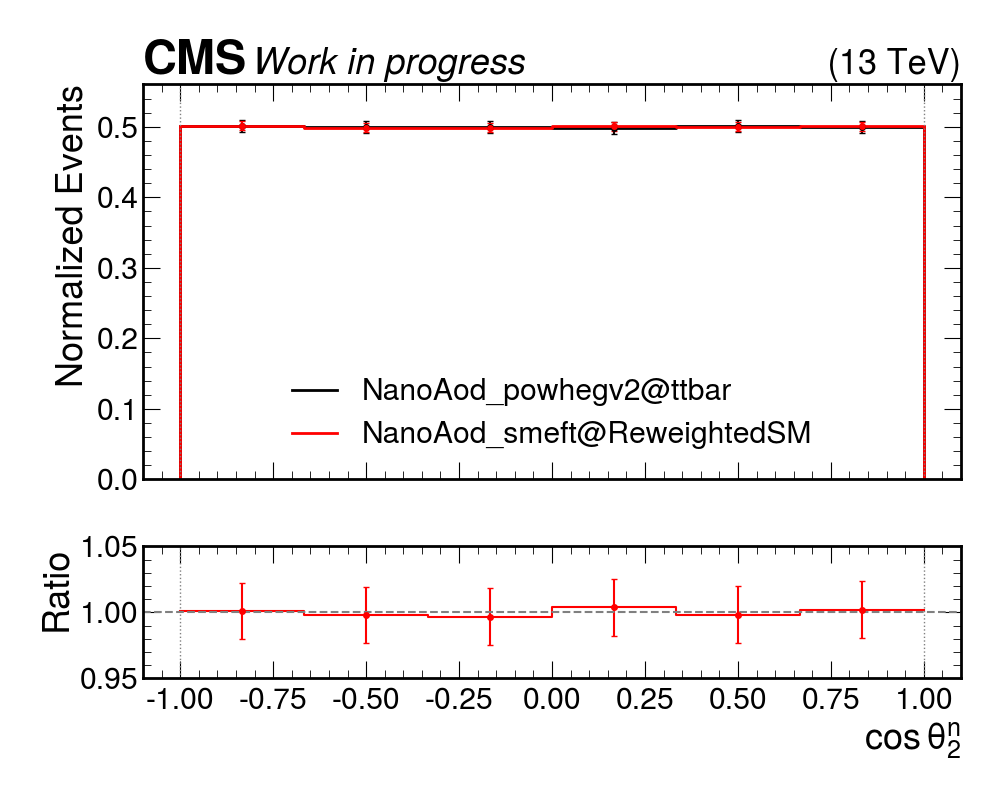 CMS Work in progress (13 TeV)
Normalized Events
0.5
0.4
0.3
0.2
0.1
0.0
NanoAod_powhegv2@ttbar
NanoAod_smeft@ReweightedSM
Ratio
1.05
1.00
0.95
-1.00 -0.75 -0.50 -0.25 0.00 0.25 0.50 0.75 1.00
cos θ₂ⁿ